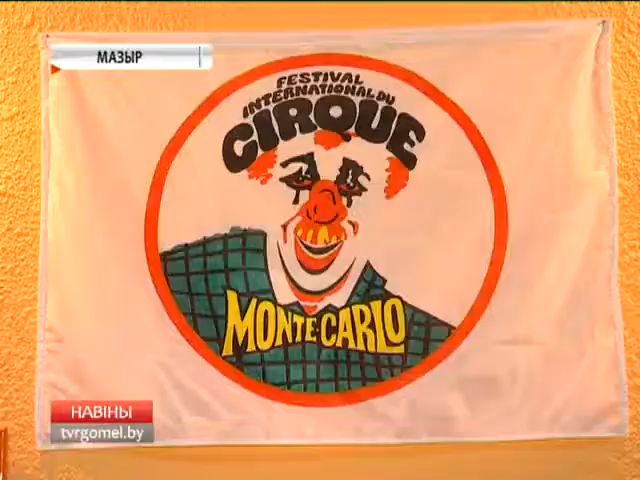 МАЗЫР
FESTIVAL
INTERNATIONAL DU
CIRQUE
MONTE-CARLO
НАВІНЫ
tvrgomel.by